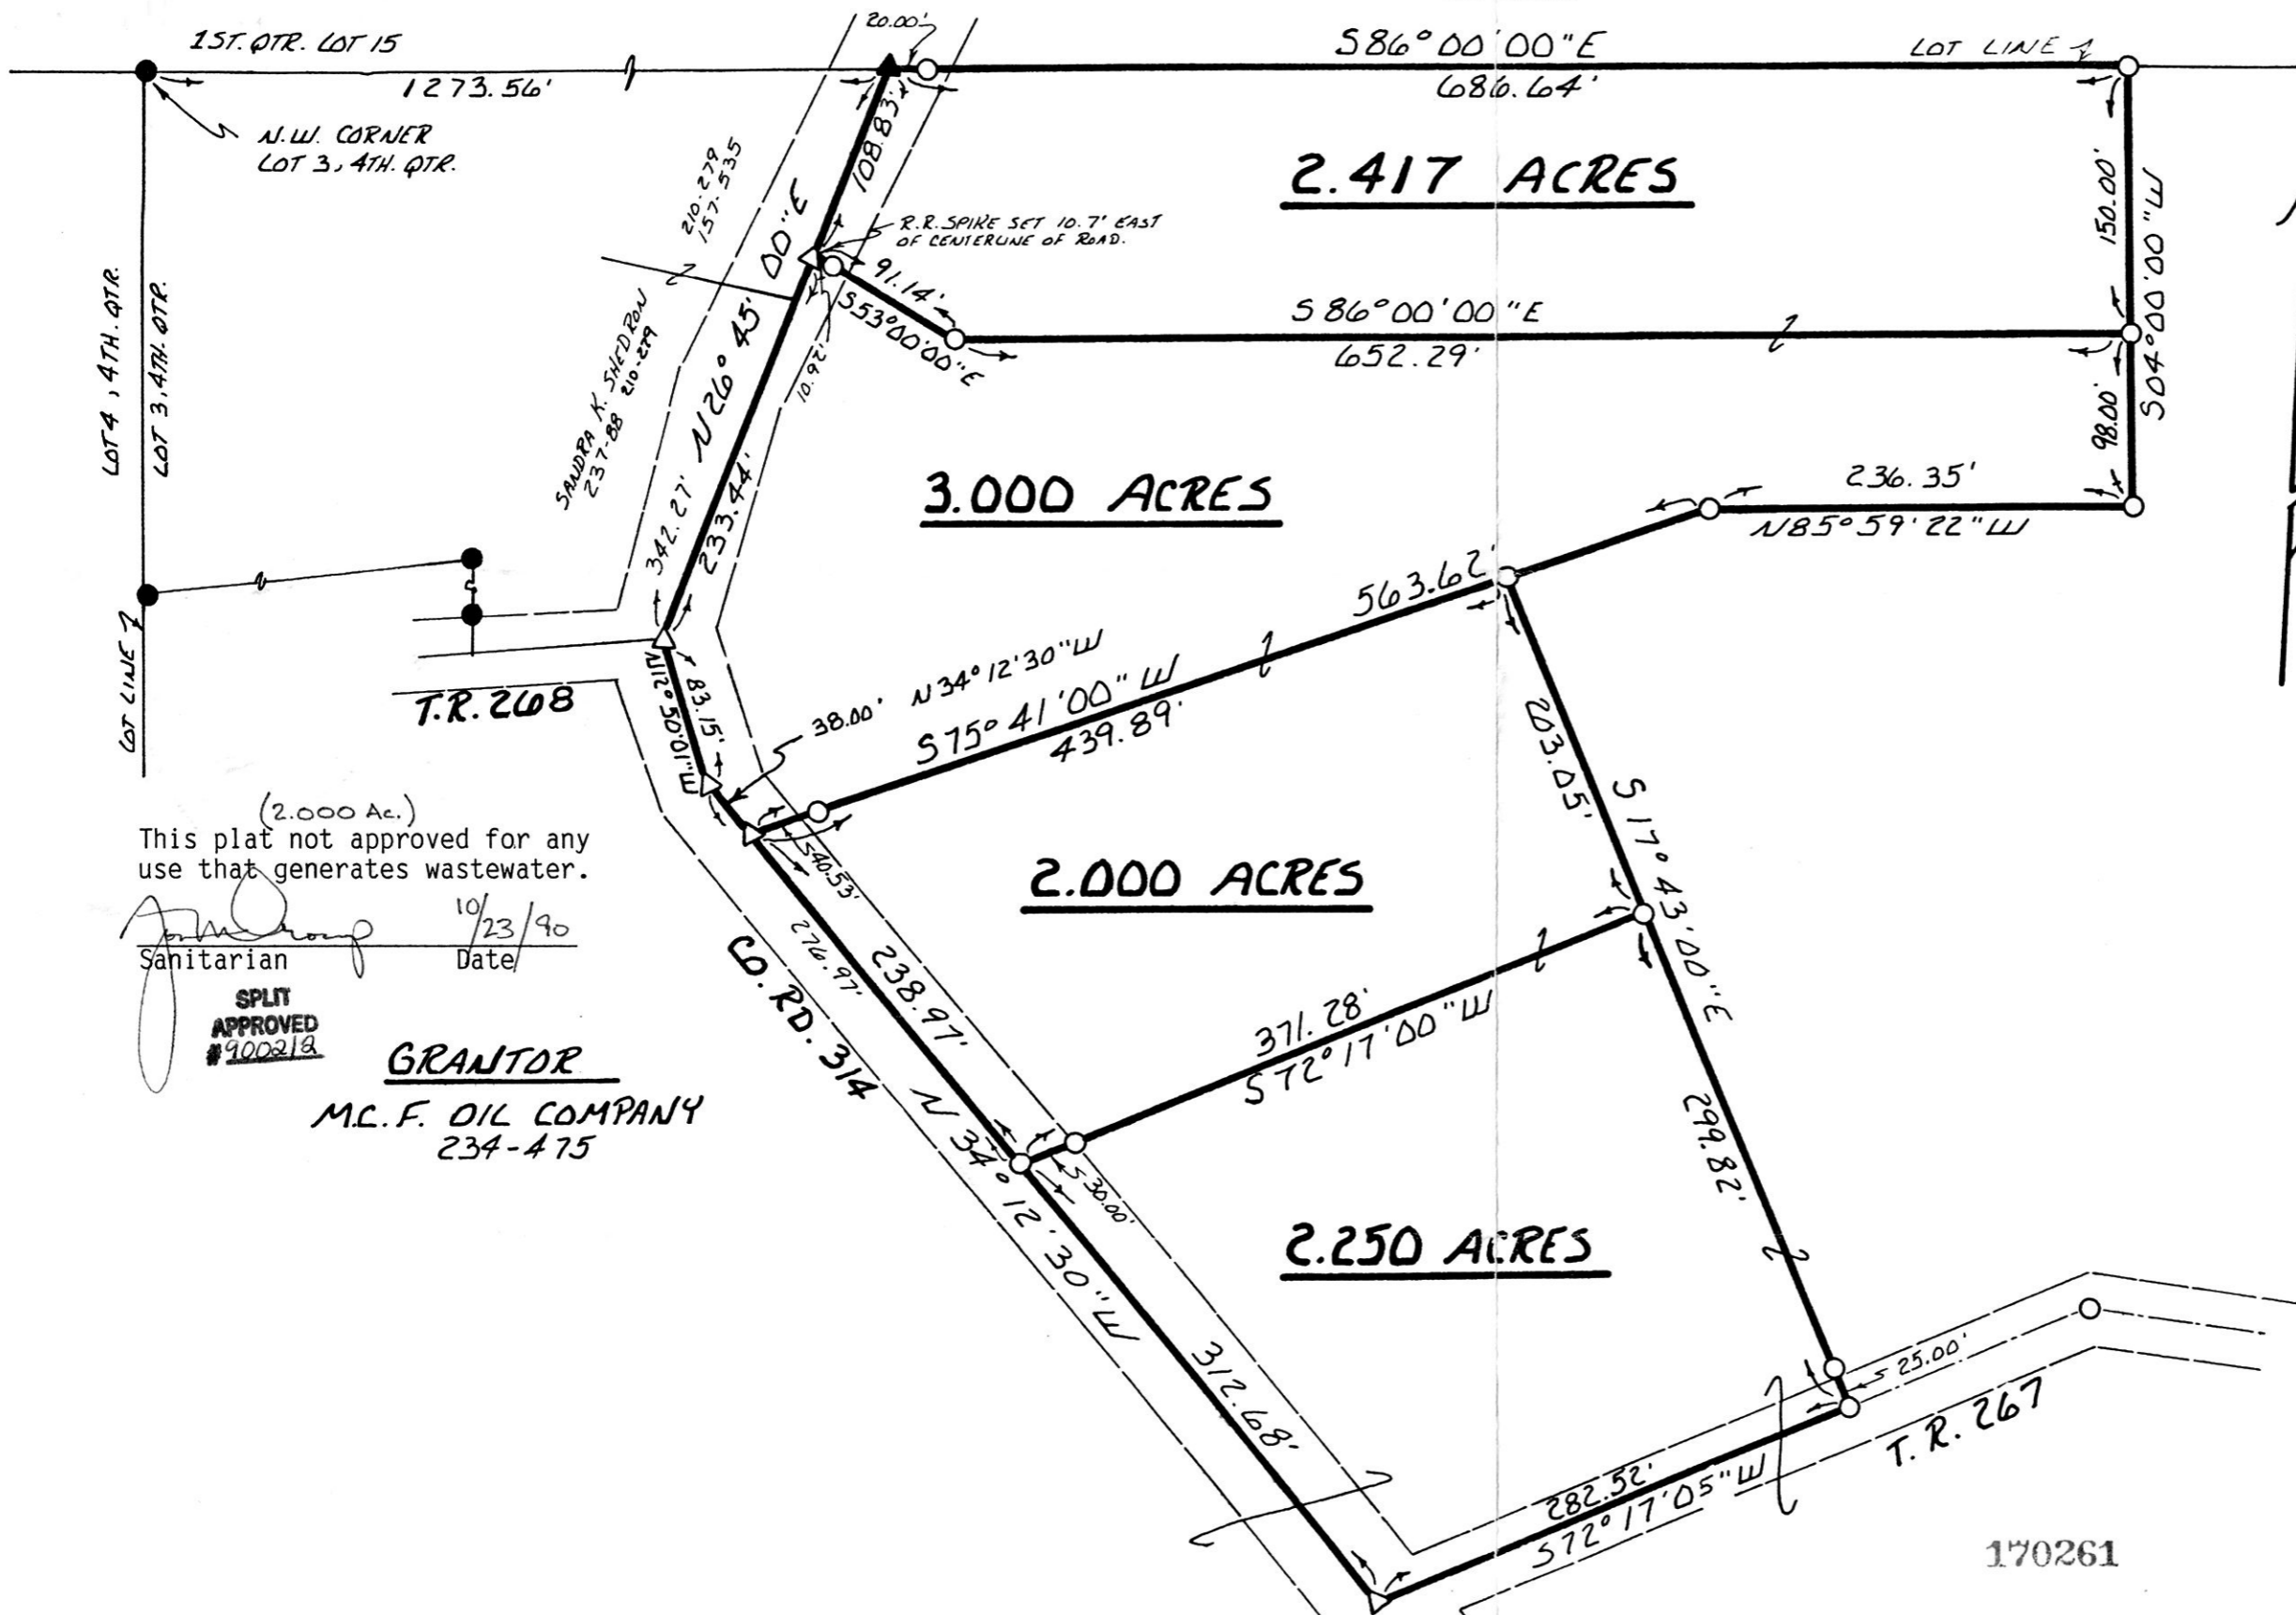 1ST. QTR. LOT 15
1273.56'
N.W. CORNER
LOT 3, 4TH. QTR.
20.00'
S86°00'00"E
686.64'
LOT LINE
108.83'
2.417 ACRES
150.00'
S04°00'00"W
210-279
157-535
R.R. SPIKE SET 10.7' EAST
OF CENTERLINE OF ROAD.
91.14'
S53°00'00"E
10.92'
S86°00'00"E
652.29'
98.00'
LOT 4, 4TH. QTR.
LOT 3, 4TH. QTR.
SANDRA K. SHEDRON
237-88 210-279
N26°45'00"E
342.27'
233.44'
3.000 ACRES
236.35'
N85°59'22"W
563.62'
LOT LINE
T.R. 268
N12°50'01"W
83.15'
38.00' N34°12'30"W
S75°41'00"W
439.89'
203.05'
S17°43'00"E
(2.000 Ac.)
This plat not approved for any
use that generates wastewater.
10/23/90
Sanitarian Date
SPLIT
APPROVED
#900212
40.53'
2.000 ACRES
276.97'
238.97'
CO. RD. 314
N34°12'30"W
371.28'
S72°17'00"W
GRANTOR
M.C.F. OIL COMPANY
234-475
30.00'
299.82'
2.250 ACRES
312.68'
25.00'
T.R. 267
282.52'
S72°17'05"W
170261